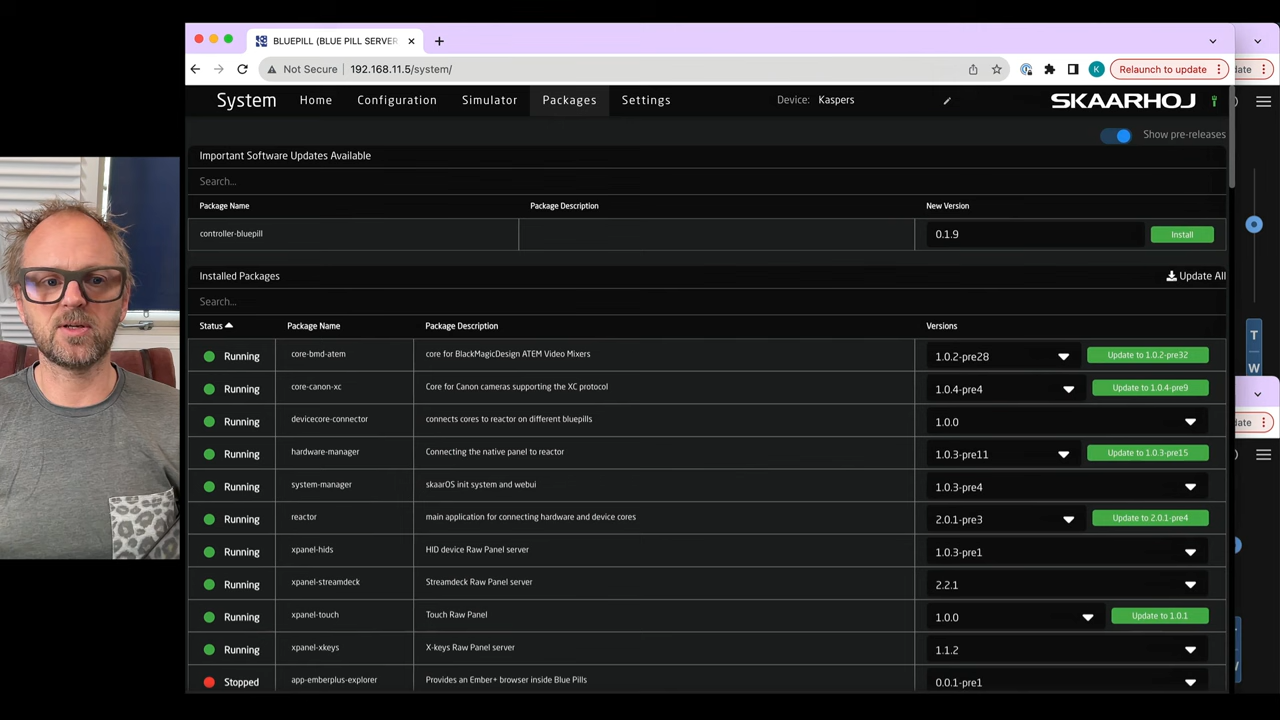 BLUEPILL (BLUE PILL SERVER
Not Secure 192.168.11.5/system/ K Relaunch to update
System Home Configuration Simulator Packages Settings Device: Kaspers SKAARHOJ
Show pre-releases
Important Software Updates Available
Search...
Package Name Package Description New Version
controller-bluepill 0.1.9 Install
Installed Packages Update All
Search...
Status Package Name Package Description Versions
Running core-bmd-atem core for BlackMagicDesign ATEM Video Mixers 1.0.2-pre28 Update to 1.0.2-pre32
Running core-canon-xc Core for Canon cameras supporting the XC protocol 1.0.4-pre4 Update to 1.0.4-pre9
Running devicecore-connector connects cores to reactor on different bluepills 1.0.0
Running hardware-manager Connecting the native panel to reactor 1.0.3-pre11 Update to 1.0.3-pre15
Running system-manager skaarOS init system and webui 1.0.3-pre4
Running reactor main application for connecting hardware and device cores 2.0.1-pre3 Update to 2.0.1-pre4
Running xpanel-hids HID device Raw Panel server 1.0.3-pre1
Running xpanel-streamdeck Streamdeck Raw Panel server 2.2.1
Running xpanel-touch Touch Raw Panel 1.0.0 Update to 1.0.1
Running xpanel-xkeys X-keys Raw Panel server 1.1.2
Stopped app-emberplus-explorer Provides an Ember+ browser inside Blue Pills 0.0.1-pre1
date
T
W
date
W